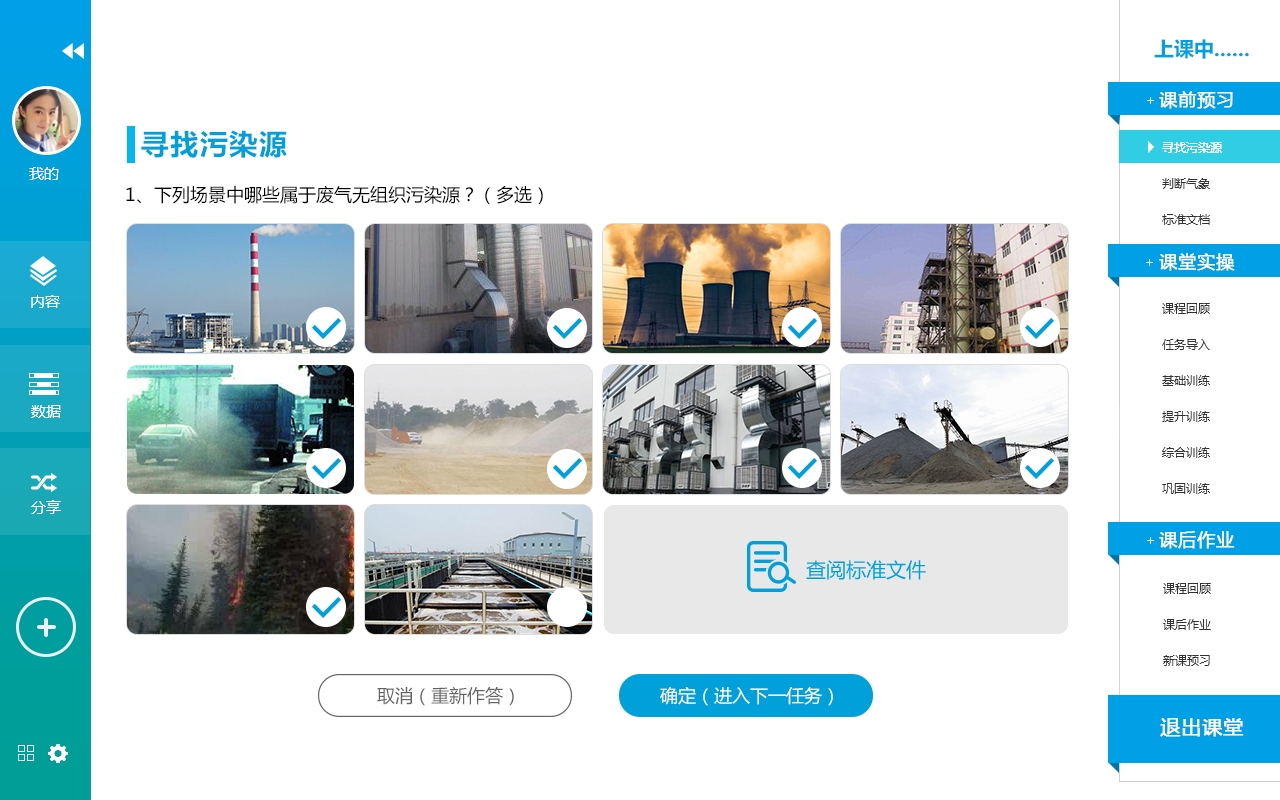 我的
内容
数据
分享
寻找污染源
1、下列场景中哪些属于废气无组织污染源？（多选）
查阅标准文件
取消（重新作答）
确定（进入下一任务）
上课中……
+ 课前预习
寻找污染源
判断气象
标准文档
+ 课堂实操
课程回顾
任务导入
基础训练
提升训练
综合训练
巩固训练
+ 课后作业
课程回顾
课后作业
新课预习
退出课堂